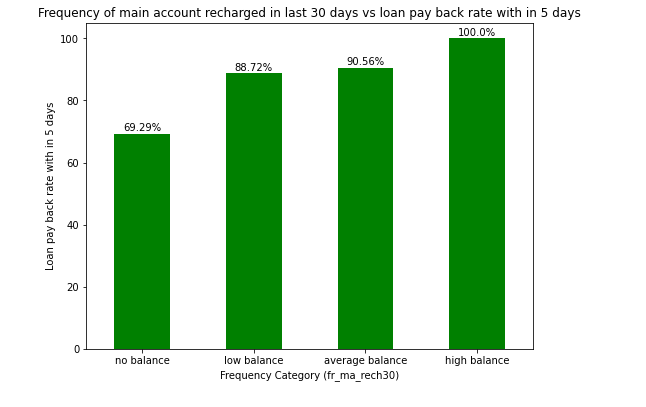 Frequency of main account recharged in last 30 days vs loan pay back rate with in 5 days
Loan pay back rate with in 5 days
100
80
60
40
20
0
69.29%
88.72%
90.56%
100.0%
no balance
low balance
average balance
high balance
Frequency Category (fr_ma_rech30)